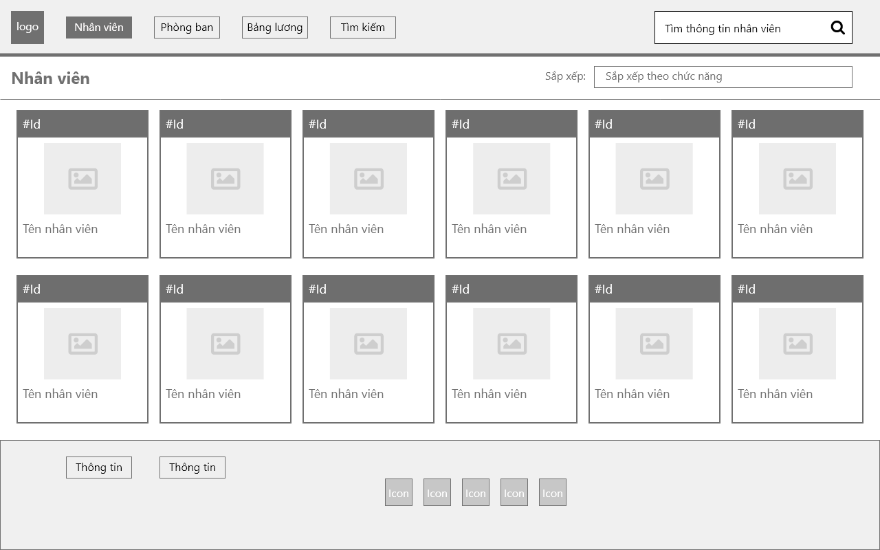 logo
Nhân viên
Phòng ban
Bảng lương
Tìm kiếm
Tìm thông tin nhân viên
Nhân viên
Sắp xếp:
Sắp xếp theo chức năng
#Id
#Id
#Id
#Id
#Id
#Id
Tên nhân viên
Tên nhân viên
Tên nhân viên
Tên nhân viên
Tên nhân viên
Tên nhân viên
#Id
#Id
#Id
#Id
#Id
#Id
Tên nhân viên
Tên nhân viên
Tên nhân viên
Tên nhân viên
Tên nhân viên
Tên nhân viên
Thông tin
Thông tin
Icon
Icon
Icon
Icon
Icon